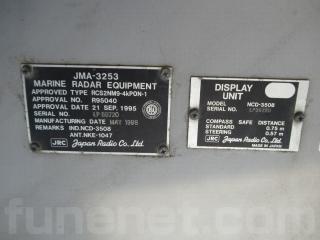 JMA-3253
MARINE RADAR EQUIPMENT
APPROVED TYPE RCS2NM9-4kPON-1
APPROVAL NO. R95040
APPROVAL DATE 21 SEP, 1995
SERIAL NO.
MANUFACTURING DATE MAY 1998
REMARKS IND.NCD-3508
ANT.NKE-1047
JRC Japan Radio Co., Ltd.
DISPLAY
UNIT
MODEL NCD-3508
SERIAL NO.
COMPASS SAFE DISTANCE
STANDARD 0.75 m
STEERING 0.57 m
JRC Japan Radio Co., Ltd.
MADE IN JAPAN
funenet.com